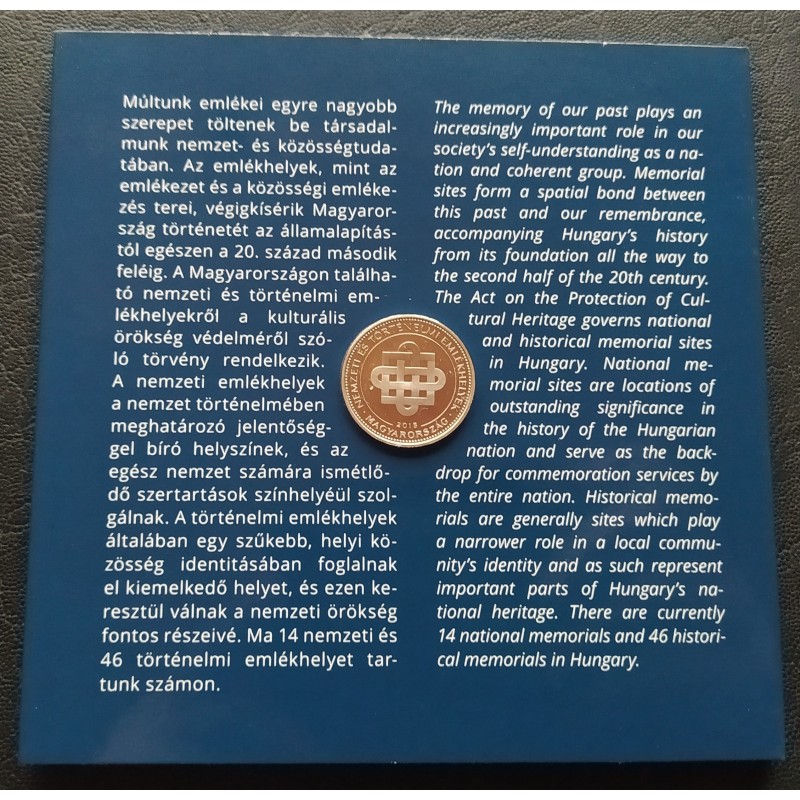 Múltunk emlékei egyre nagyobb
szerepet töltenek be társadal-
munk nemzet- és közösségtuda-
tában. Az emlékhelyek, mint az
emlékezet és a közösségi emléke-
zés terei, végigkísérik Magyaror-
szág történetét az államalapítás-
tól egészen a 20. század második
feléig. A Magyarországon találha-
tó nemzeti és történelmi em-
lékhelyekről a kulturális
örökség védelméről szó-
ló törvény rendelkezik.
A nemzeti emlékhelyek
a nemzet történelmében
meghatározó jelentőség-
gel bíró helyszínek, és az
egész nemzet számára ismétlő-
dő szertartások színhelyéül szol-
gálnak. A történelmi emlékhelyek
általában egy szűkebb, helyi kö-
zösség identitásában foglalnak
el kiemelkedő helyet, és ezen ke-
resztül válnak a nemzeti örökség
fontos részeivé. Ma 14 nemzeti és
46 történelmi emlékhelyet tar-
tunk számon.
The memory of our past plays an
increasingly important role in our
society's self-understanding as a na-
tion and coherent group. Memorial
sites form a spatial bond between
this past and our remembrance,
accompanying Hungary's history
from its foundation all the way to
the second half of the 20th century.
The Act on the Protection of Cul-
tural Heritage governs national
and historical memorial sites
in Hungary. National me-
morial sites are locations of
outstanding significance in
the history of the Hungarian
nation and serve as the back-
drop for commemoration services by
the entire nation. Historical memo-
rials are generally sites which play
a narrower role in a local commu-
nity's identity and as such represent
important parts of Hungary's na-
tional heritage. There are currently
14 national memorials and 46 histori-
cal memorials in Hungary.
NEMZETI ÉS TÖRTÉNELMI EMLÉKHELYEK
2018
MAGYARORSZÁG